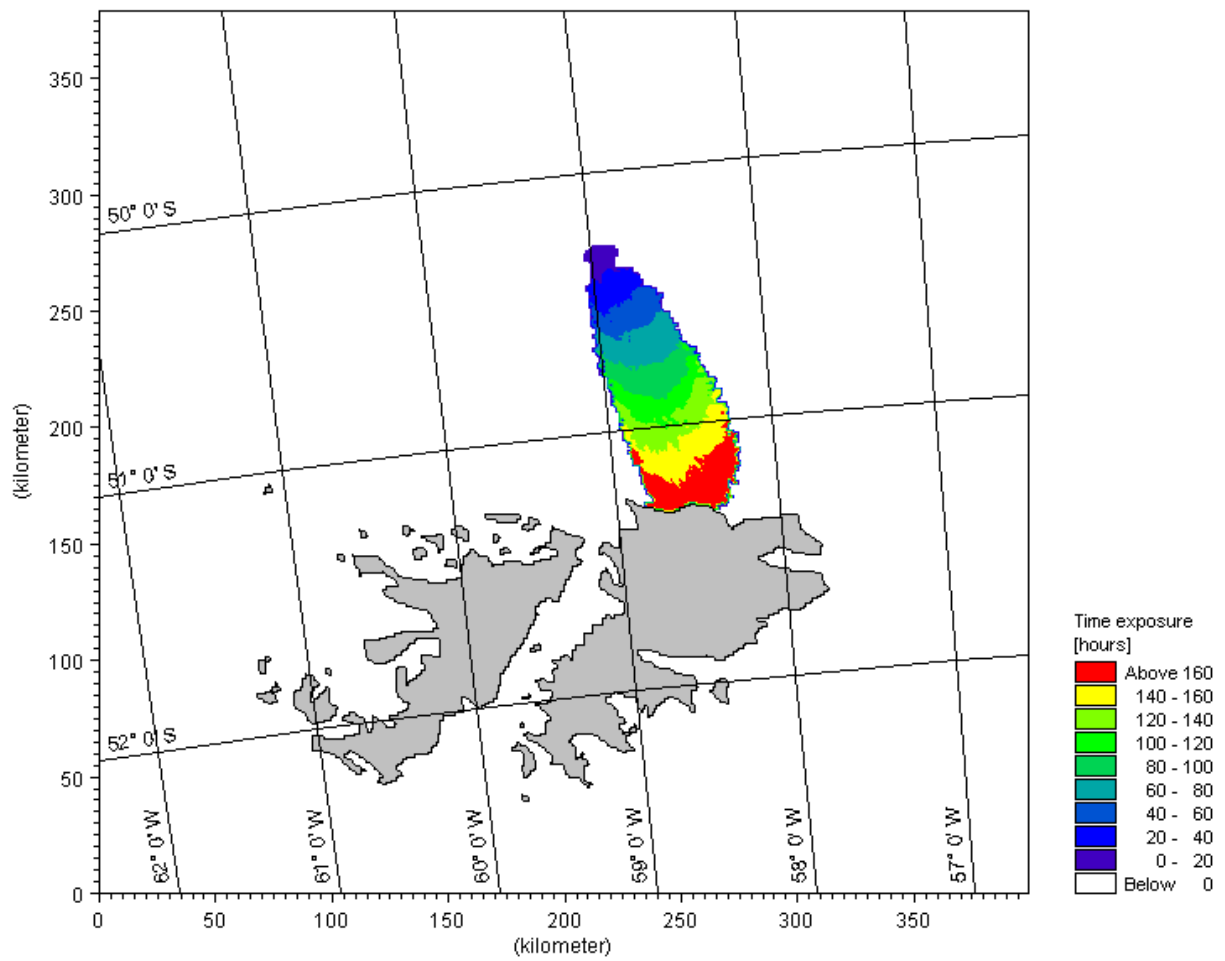 350
300
250
200
150
100
50
0
(kilometer)
50° 0' S
51° 0' S
52° 0' S
62° 0' W
61° 0' W
60° 0' W
59° 0' W
58° 0' W
57° 0' W
0
50
100
150
200
250
300
350
(kilometer)
Time exposure
[hours]
Above 160
140 - 160
120 - 140
100 - 120
80 - 100
60 - 80
40 - 60
20 - 40
0 - 20
Below 0